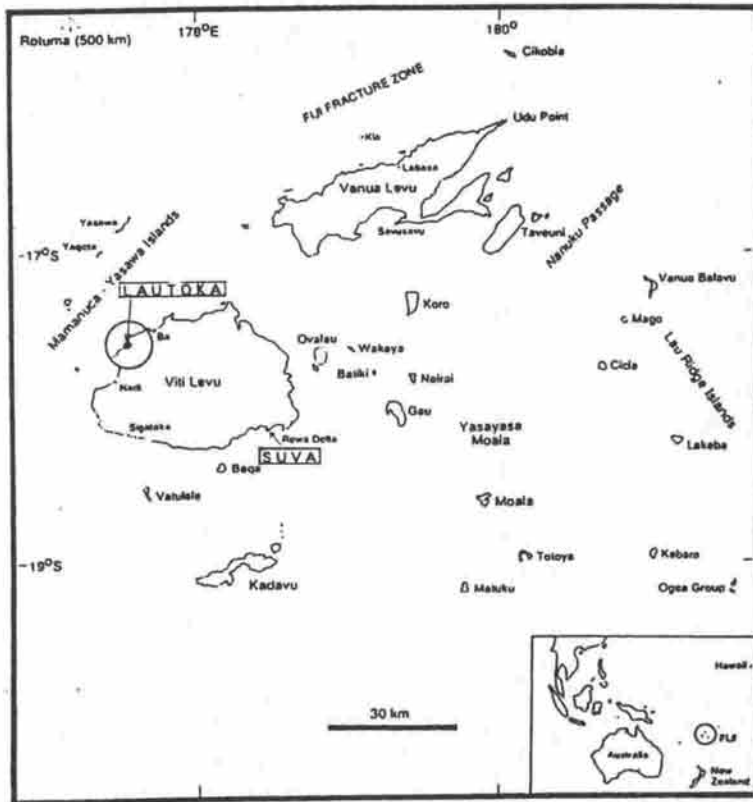 178°E
180°
Rotuma (500 km)
Cikobia
FIJI FRACTURE ZONE
Udu Point
Kia
Labasa
Vanua Levu
Yasawa
Savusavu
Taveuni
Nanuku Passage
Yaqeta
-17°S
Mamanuca - Yasawa Islands
LAUTOKA
Koro
Vanua Balavu
Mago
Ba
Ovalau
Wakaya
Batiki
Nairai
Cicia
Lau Ridge Islands
Nadi
Viti Levu
Gau
Sigatoka
Rewa Delta
Yasayasa
Moala
Lakeba
SUVA
Beqa
Vatulele
Moala
-19°S
Totoya
Kabara
Kadavu
Matuku
Ogea Group
30 km
Hawaii
FIJI
Australia
New
Zealand